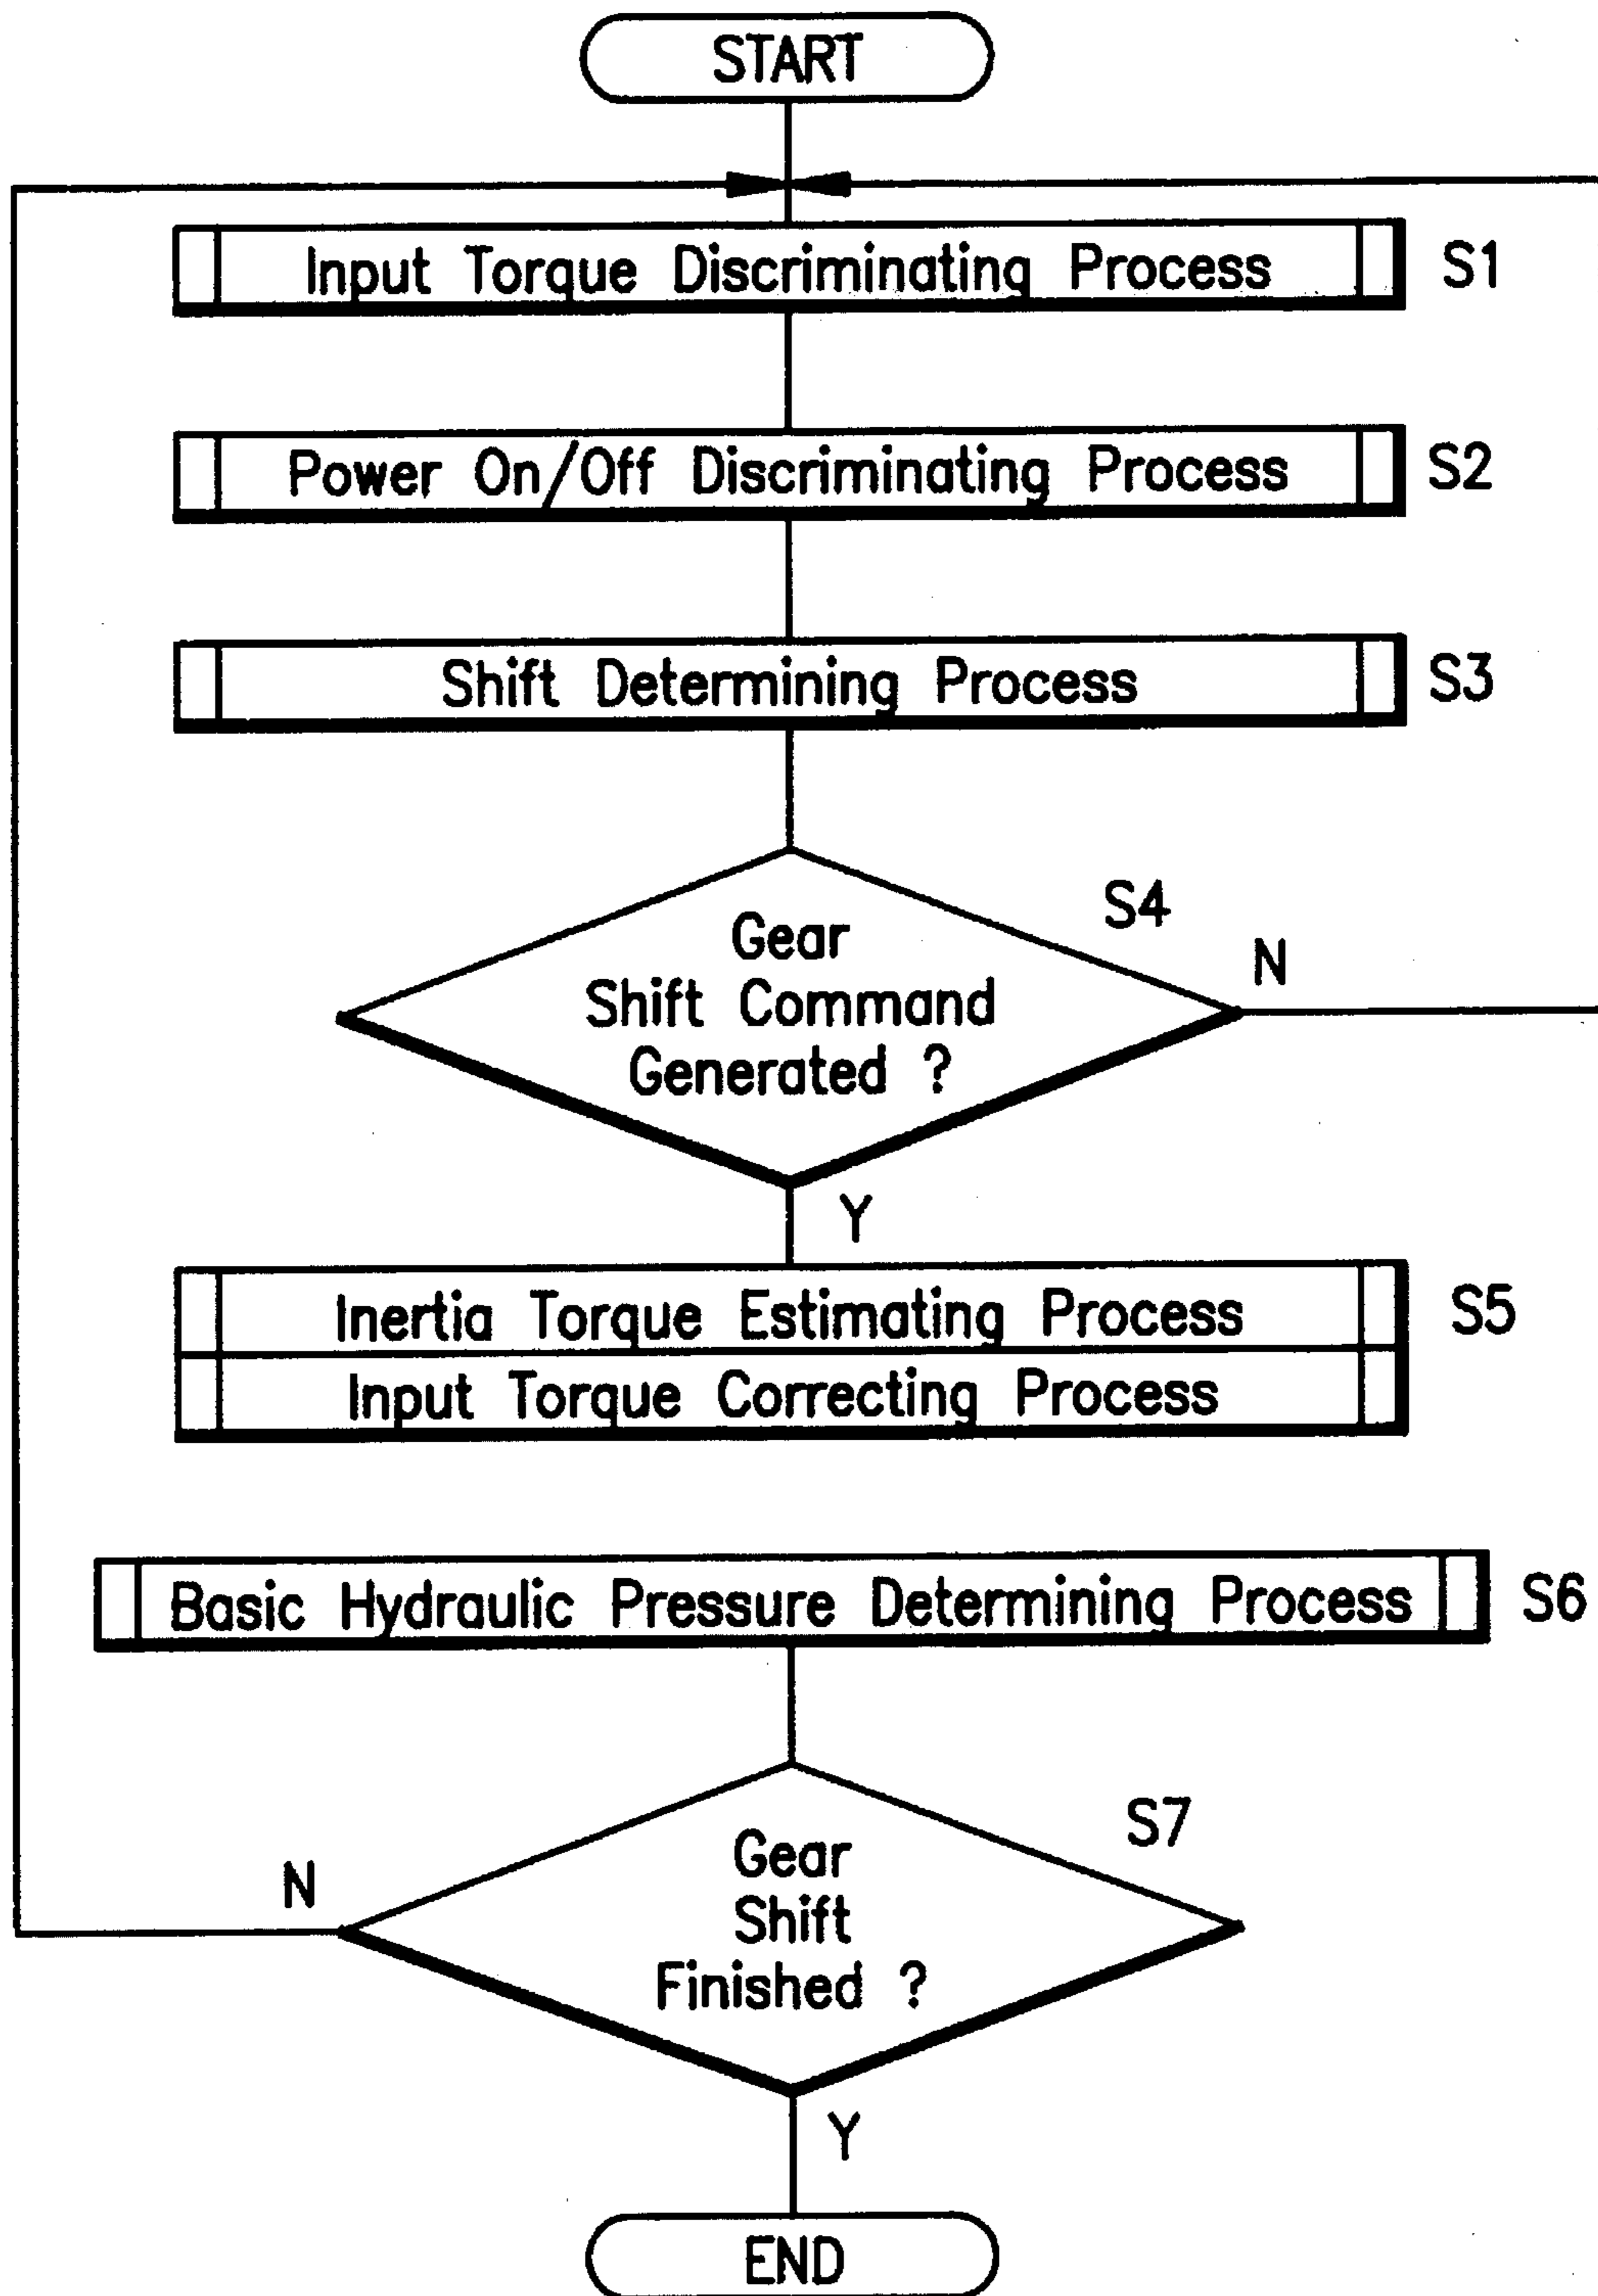 START
Input Torque Discriminating Process S1
Power On/Off Discriminating Process S2
Shift Determining Process S3
S4
Gear
Shift Command
Generated ?
N
Y
Inertia Torque Estimating Process S5
Input Torque Correcting Process
Basic Hydraulic Pressure Determining Process S6
S7
Gear
Shift
Finished ?
N
Y
END